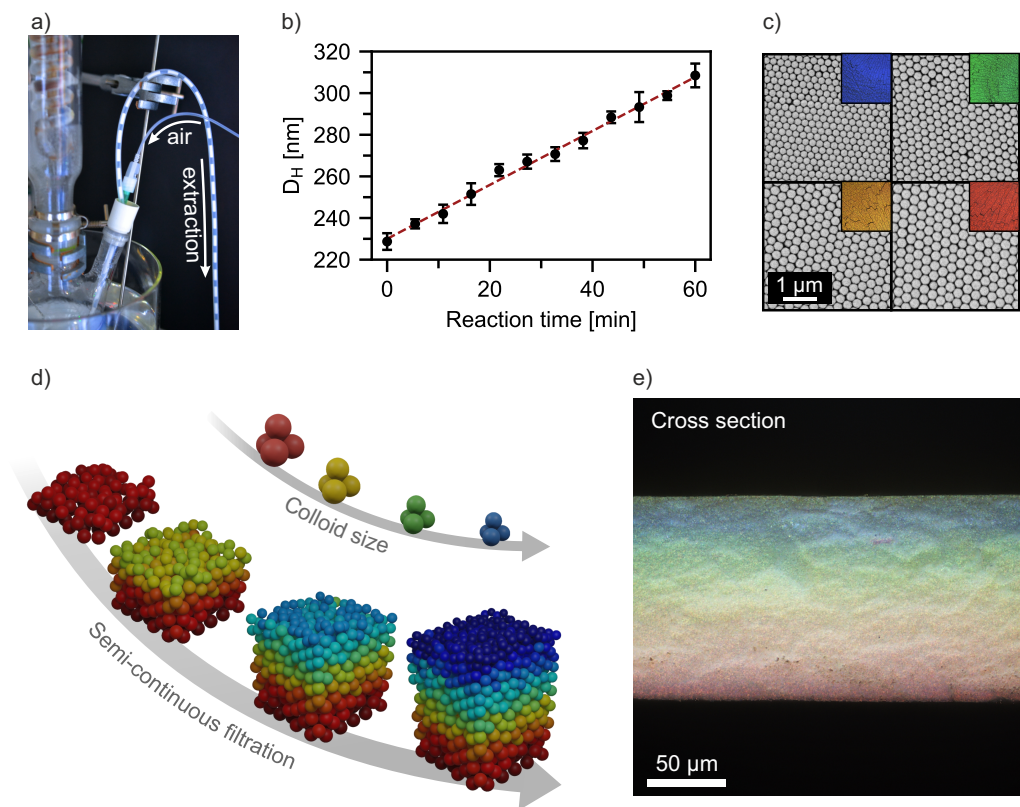 a)
air
extraction
b)
320
300
280
260
240
220
D_H [nm]
0 20 40 60
Reaction time [min]
c)
1 µm
d)
Colloid size
Semi-continuous filtration
e)
Cross section
50 µm